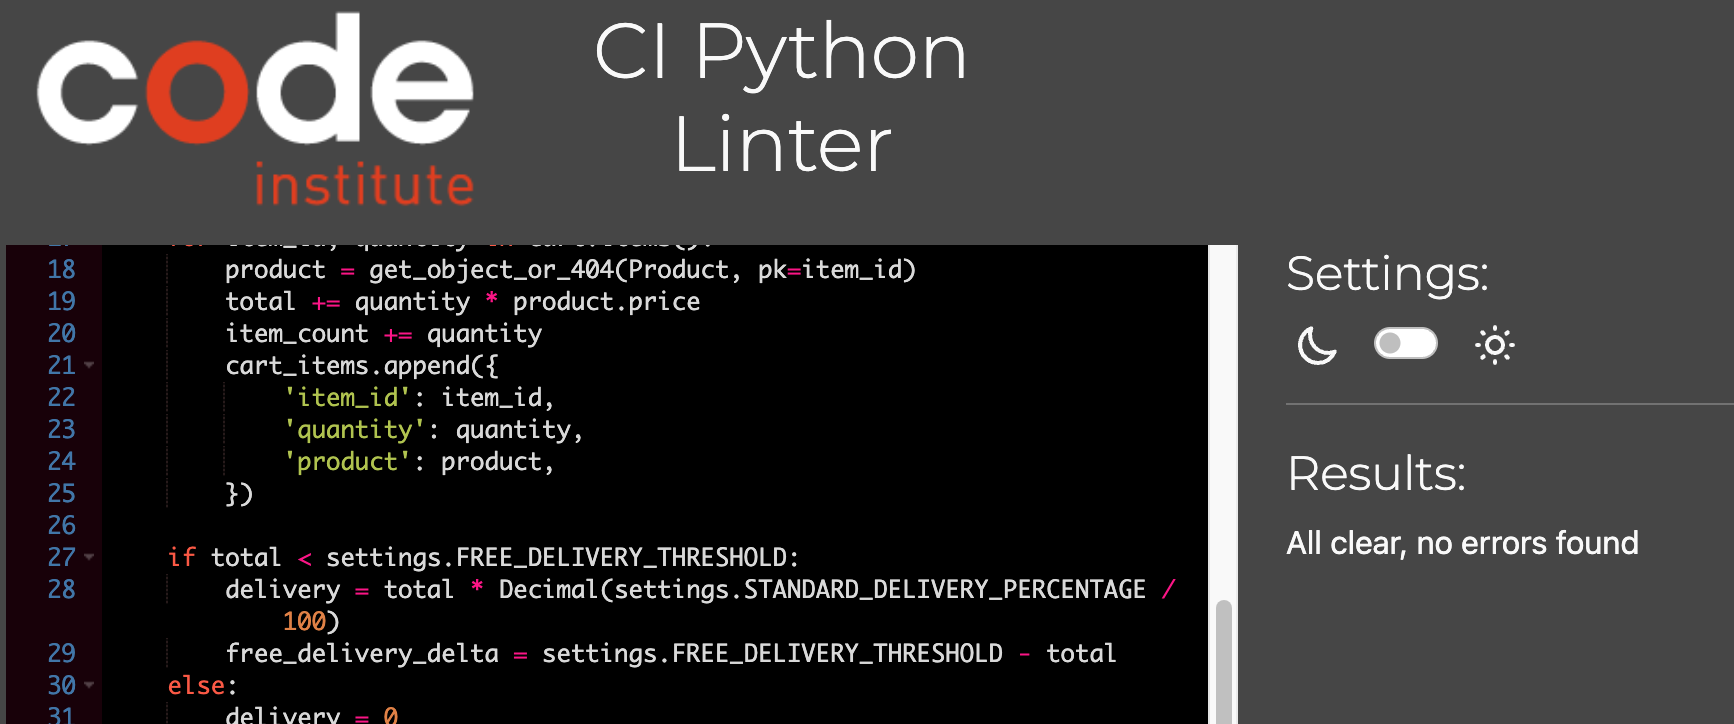 code
institute
CI Python
Linter
18 product = get_object_or_404(Product, pk=item_id)
19 total += quantity * product.price
20 item_count += quantity
21 cart_items.append({
22 'item_id': item_id,
23 'quantity': quantity,
24 'product': product,
25 })
26
27 if total < settings.FREE_DELIVERY_THRESHOLD:
28 delivery = total * Decimal(settings.STANDARD_DELIVERY_PERCENTAGE /
100)
29 free_delivery_delta = settings.FREE_DELIVERY_THRESHOLD - total
30 else:
31 delivery = 0
Settings:
Results:
All clear, no errors found